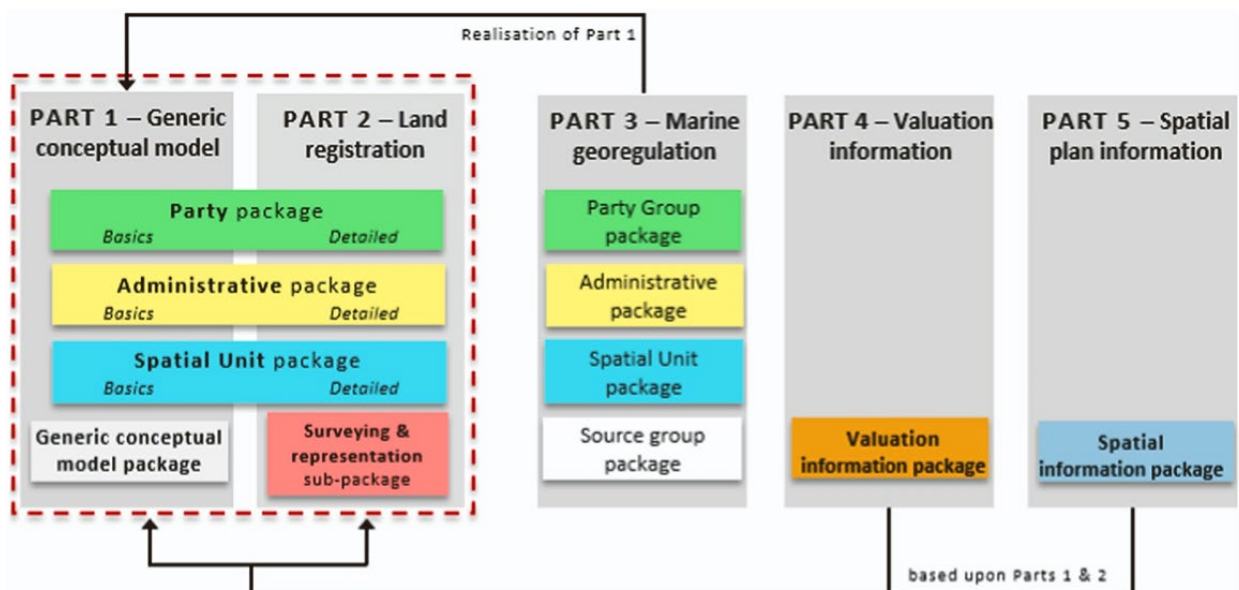 Realisation of Part 1
PART 1 – Generic
conceptual model
PART 2 – Land
registration
Party package
Basics
Detailed
Administrative package
Basics
Detailed
Spatial Unit package
Basics
Detailed
Generic conceptual
model package
Surveying &
representation
sub-package
PART 3 – Marine
georegulation
Party Group
package
Administrative
package
Spatial Unit
package
Source group
package
PART 4 – Valuation
information
Valuation
information package
PART 5 – Spatial
plan information
Spatial
information package
based upon Parts 1 & 2